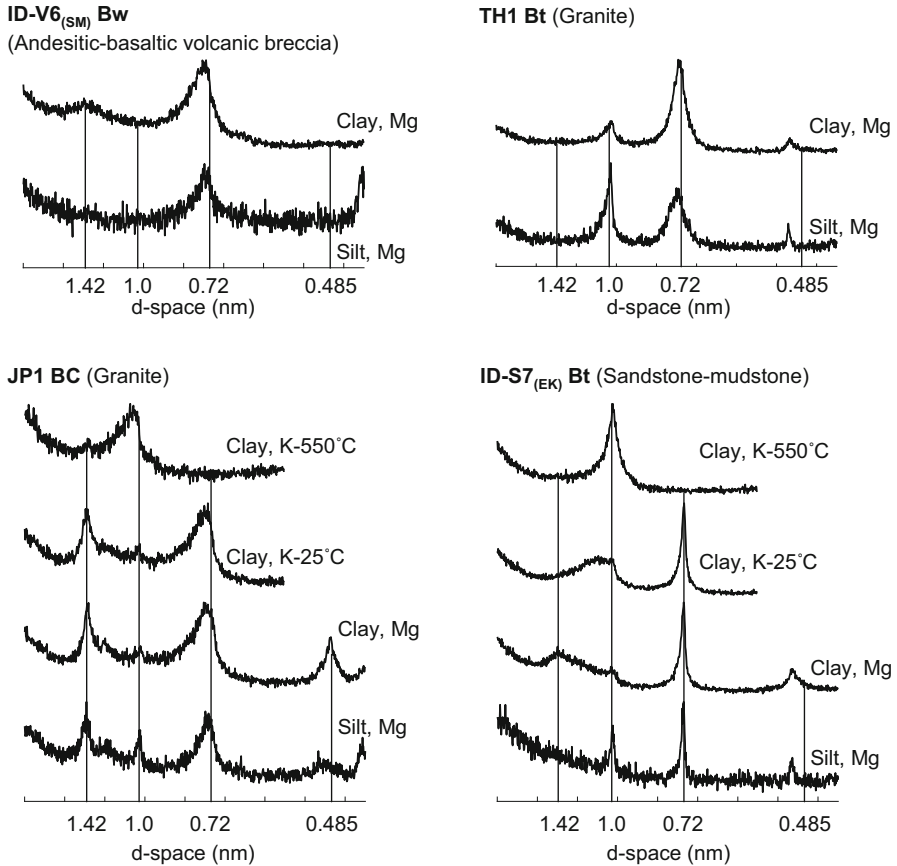 ID-V6(SM) Bw
(Andesitic-basaltic volcanic breccia)
Clay, Mg
Silt, Mg
1.42 1.0 0.72 0.485
d-space (nm)
TH1 Bt (Granite)
Clay, Mg
Silt, Mg
1.42 1.0 0.72 0.485
d-space (nm)
JP1 BC (Granite)
Clay, K-550°C
Clay, K-25°C
Clay, Mg
Silt, Mg
1.42 1.0 0.72 0.485
d-space (nm)
ID-S7(EK) Bt (Sandstone-mudstone)
Clay, K-550°C
Clay, K-25°C
Clay, Mg
Silt, Mg
1.42 1.0 0.72 0.485
d-space (nm)